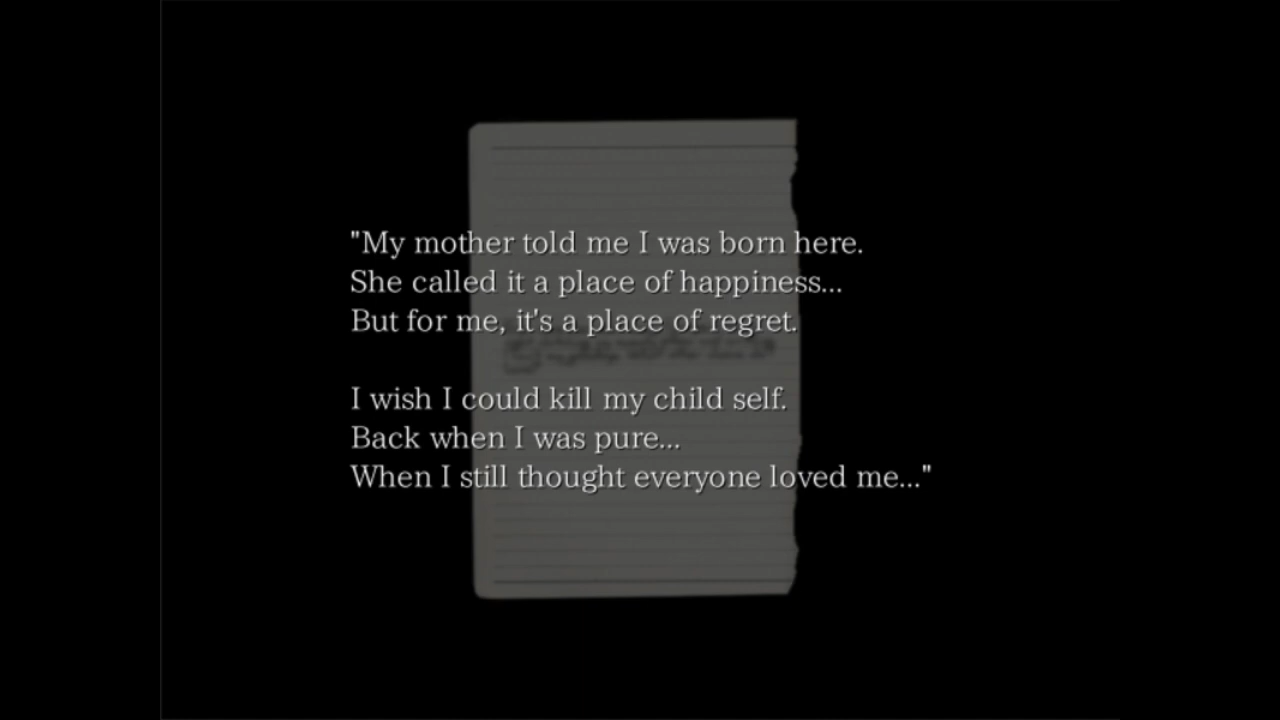 "My mother told me I was born here.
She called it a place of happiness...
But for me, it's a place of regret.
I wish I could kill my child self.
Back when I was pure...
When I still thought everyone loved me..."